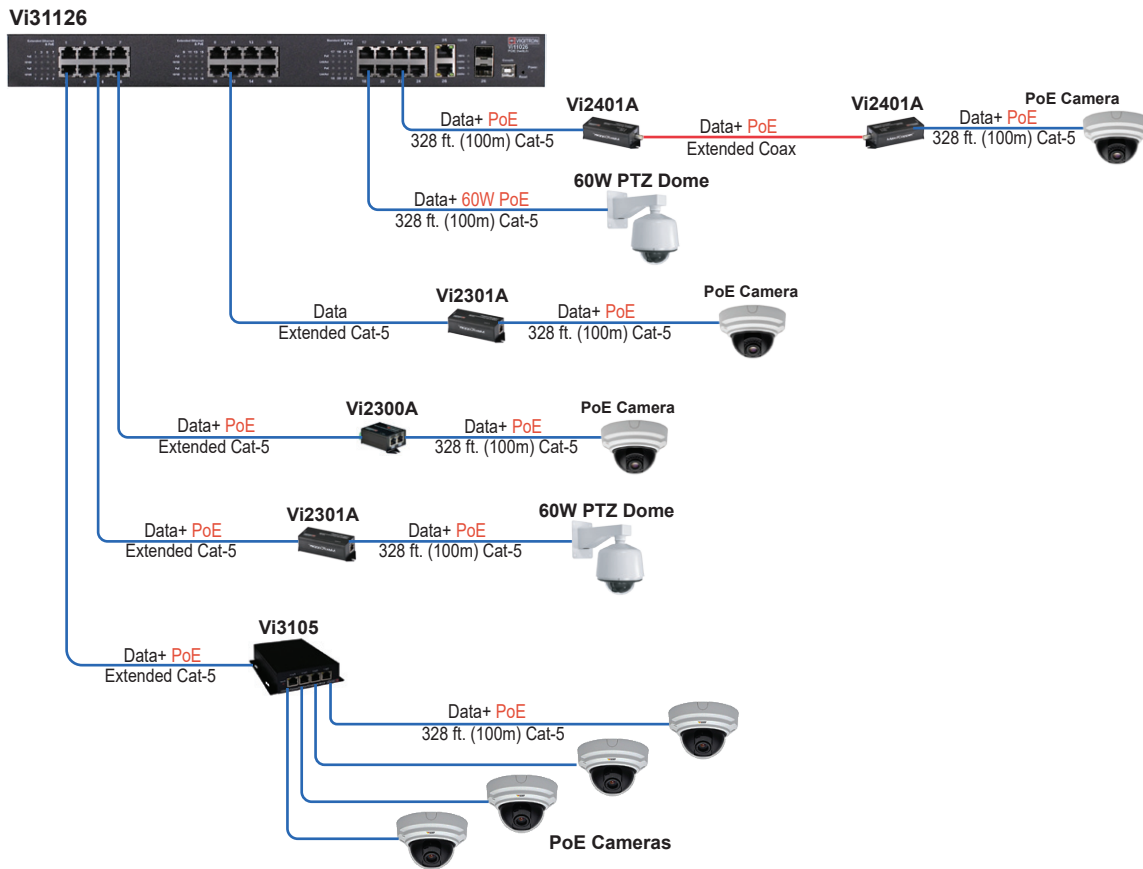 Vi31126
Vi2401A
Vi2401A
PoE Camera
Data+ PoE
328 ft. (100m) Cat-5
Data+ PoE
Extended Coax
Data+ PoE
328 ft. (100m) Cat-5
60W PTZ Dome
Data+ 60W PoE
328 ft. (100m) Cat-5
Vi2301A
PoE Camera
Data
Extended Cat-5
Data+ PoE
328 ft. (100m) Cat-5
Vi2300A
PoE Camera
Data+ PoE
Extended Cat-5
Data+ PoE
328 ft. (100m) Cat-5
Vi2301A
60W PTZ Dome
Data+ PoE
Extended Cat-5
Data+ PoE
328 ft. (100m) Cat-5
Vi3105
Data+ PoE
Extended Cat-5
Data+ PoE
328 ft. (100m) Cat-5
PoE Cameras